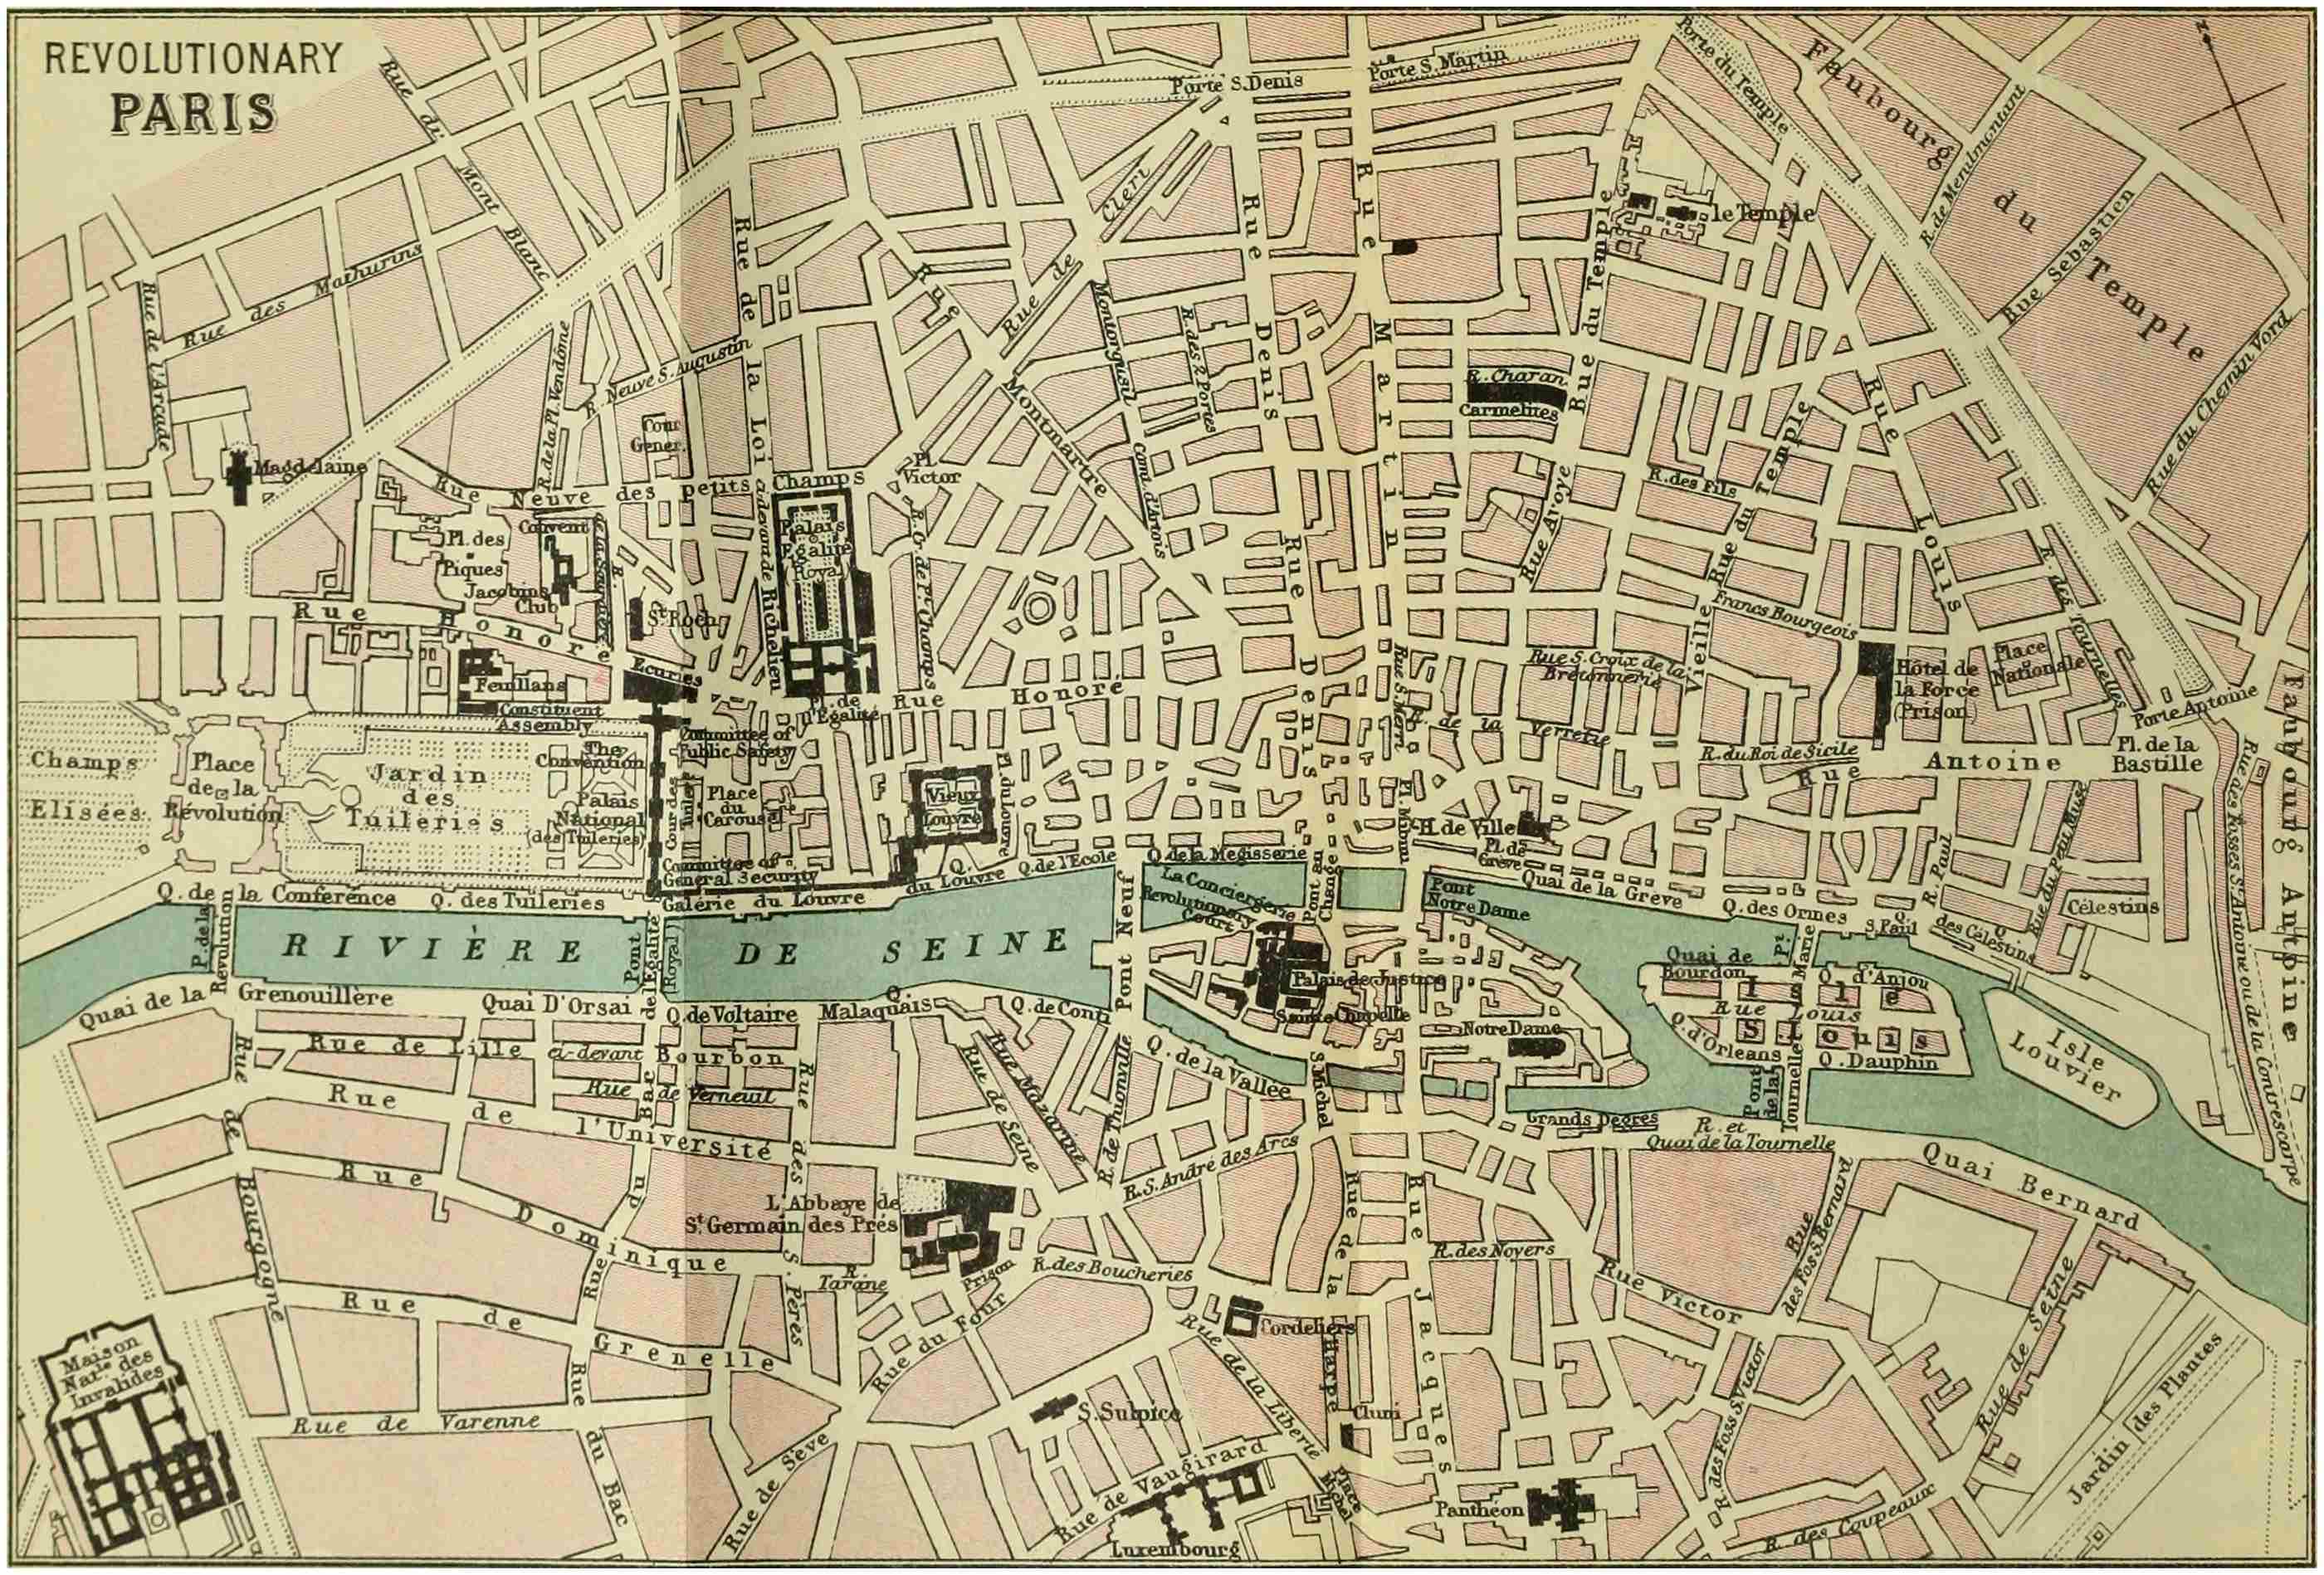 REVOLUTIONARY
PARIS
Rue du
Mont
Blanc
Porte S. Denis
Porte S. Martin
Porte du Temple
Faubourg
du
Temple
R. de Menilmontant
Rue Sebastien
Rue du Chemin Vord
Rue des Mathurins
Rue de l'Arcade
Magdelaine
R. de la Pl. Vendôme
R. Neuve S. Augustin
Rue de la Loi
ci-devant de Richelieu
Cleri
Rue de
Rue
Montmartre
Montorgueil
R. des 2 Portes
Comt. d'Artois
Rue
Denis
Rue
Denis
Rue
Martin
le Temple
Rue du Temple
R. Charan
Carmelites
Rue Avoye
R. des Fils
Vieille Rue du Temple
Rue
Louis
R. des Tournelles
Cour
Gener.
Rue Neuve des petits Champs
Pl.
Victor
Palais
Egalité
(Royal)
Convent
Pl. des
Piques
Jacobins
Club
St. Roch
Rue Honoré
Feuillans
Ecuries
Constituent
Assembly
Pl. de
l'Egalité
Rue Honoré
Committee of
Public Safety
The
Convention
Palais
National
(des Tuileries)
Cour des
Place
du
Carousel
Committee of
General Security
Vieux
Louvre
Pl. du Louvre
Jardin
des
Tuileries
Champs
Elisées
Place
de la
Révolution
Francs Bourgeois
Rue S. Croix de la
Bretonnerie
R. de la Verrerie
Hôtel de
la Force
(Prison)
Place
Nationale
Porte Antoine
R. du Roi de Sicile
Rue Antoine
Pl. de la
Bastille
Faubourg Antoine
Rue des Fosses S. Antoine ou de la Contrescarpe
H. de Ville
Pl. de
Grève
R. Paul
Rue du Petit Musc
Célestins
Q. de la Conférence
Q. des Tuileries
Galérie du Louvre
Q. du Louvre
Q. de l'Ecole
Q. de la Megisserie
Quai de la Grève
Q. des Ormes
Q. S. Paul
Q. des Célestins
P. de la Révolution
RIVIÈRE DE SEINE
Pont de l'Egalité
(Royal)
Pont Neuf
La Conciergerie
Revolutionary
Court
Pont au
Change
Pont
Notre Dame
Palais de Justice
Sainte Chapelle
Notre Dame
Quai de
Bourdon
Pt. Marie
Q. d'Anjou
Ile
Rue Louis
S. Louis
Q. d'Orleans
Q. Dauphin
Pont
de la
Tournelle
Isle
Louvier
Quai de la Grenouillère
Quai D'Orsai
Q. de Voltaire
Q. Malaquais
Q. de Conti
Q. de la Vallée
S. Michel
Grands Degrés
R. et
Quai de la Tournelle
Quai Bernard
Rue de Lille ci-devant Bourbon
Rue de Verneuil
Rue de l'Université
Rue Dominique
Rue de Grenelle
Rue de Varenne
Rue de Bourgogne
Rue du Bac
Rue du Bac
Rue des S. Pères
Rue de Seine
Rue Mazarine
R. de Thionville
R. S. André des Arcs
L'Abbaye de
St. Germain des Prés
Prison
R.
Tarane
R. des Boucheries
Rue du Four
Rue de Sève
S. Sulpice
Cordeliers
Rue de la Liberie
Rue de Vaugirard
Luxembourg
Place
Michel
Cluni
Rue de la Harpe
Rue Jacques
Panthéon
R. des Noyers
Rue Victor
Rue
des Fos. S. Bernard
R. des Foss S. Victor
R. des Coupeaux
Rue de Seine
Jardin des Plantes
Maison
Natle. des
Invalides